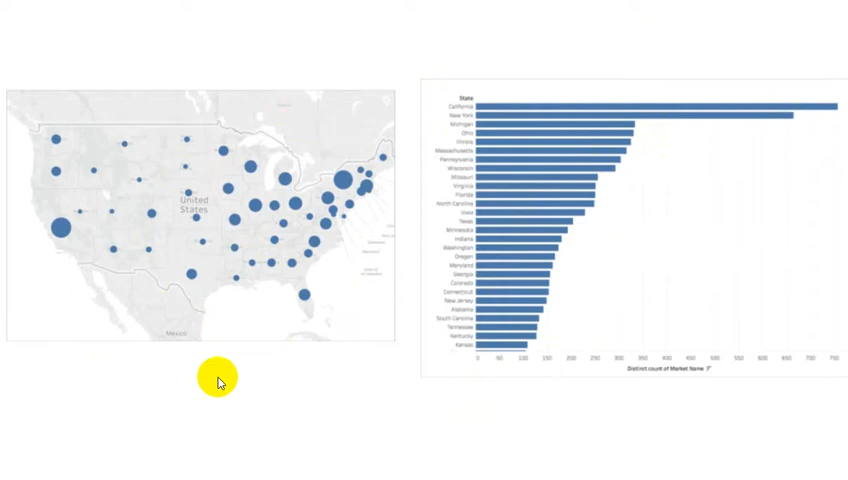 United
States
Mexico
State
California
New York
Michigan
Ohio
Illinois
Massachusetts
Pennsylvania
Wisconsin
Missouri
Virginia
Florida
North Carolina
Iowa
Texas
Minnesota
Indiana
Washington
Oregon
Maryland
Georgia
Colorado
Connecticut
New Jersey
Alabama
South Carolina
Tennessee
Kentucky
Kansas
0 50 100 150 200 250 300 350 400 450 500 550 600 650 700 750
Distinct count of Market Name